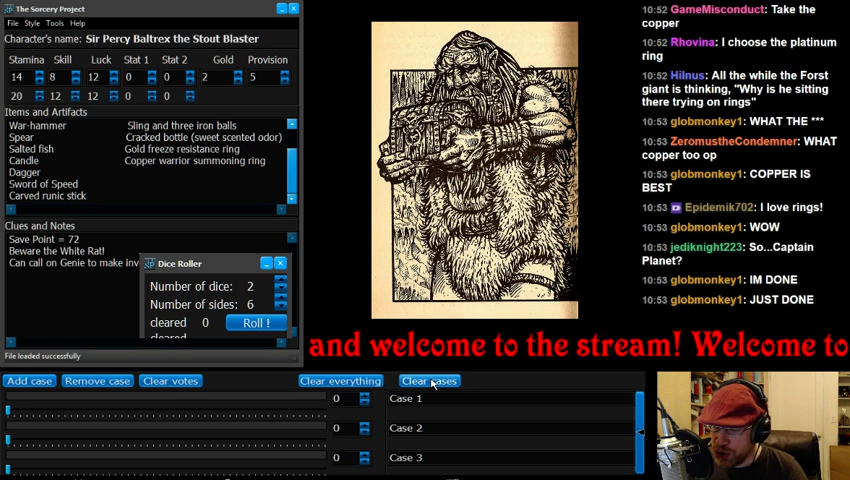 The Sorcery Project
File Style Tools Help
Character's name: Sir Percy Baltrex the Stout Blaster
Stamina Skill Luck Stat 1 Stat 2 Gold Provision
14 8 12 0 0 2 5
20 12 12 0 0
Items and Artifacts
War-hammer Sling and three iron balls
Spear Cracked bottle (sweet scented odor)
Salted fish Gold freeze resistance ring
Candle Copper warrior summoning ring
Dagger
Sword of Speed
Carved runic stick
Clues and Notes
Save Point = 72
Beware the White Rat!
Can call on Genie to make inv
Dice Roller
Number of dice: 2
Number of sides: 6
cleared 0 Roll !
cleared
File loaded successfully
10:52 GameMisconduct: Take the
copper
10:52 Rhovina: I choose the platinum
ring
10:52 Hilnus: All the while the Forst
giant is thinking, "Why is he sitting
there trying on rings"
10:53 globmonkey1: WHAT THE ***
10:53 ZeromustheCondemner: WHAT
copper too op
10:53 globmonkey1: COPPER IS
BEST
10:53 Epidemik702: I love rings!
10:53 globmonkey1: WOW
10:53 jediknight223: So...Captain
Planet?
10:53 globmonkey1: IM DONE
10:53 globmonkey1: JUST DONE
and welcome to the stream! Welcome to
Add case Remove case Clear votes Clear everything Clear cases
0 Case 1
0 Case 2
0 Case 3